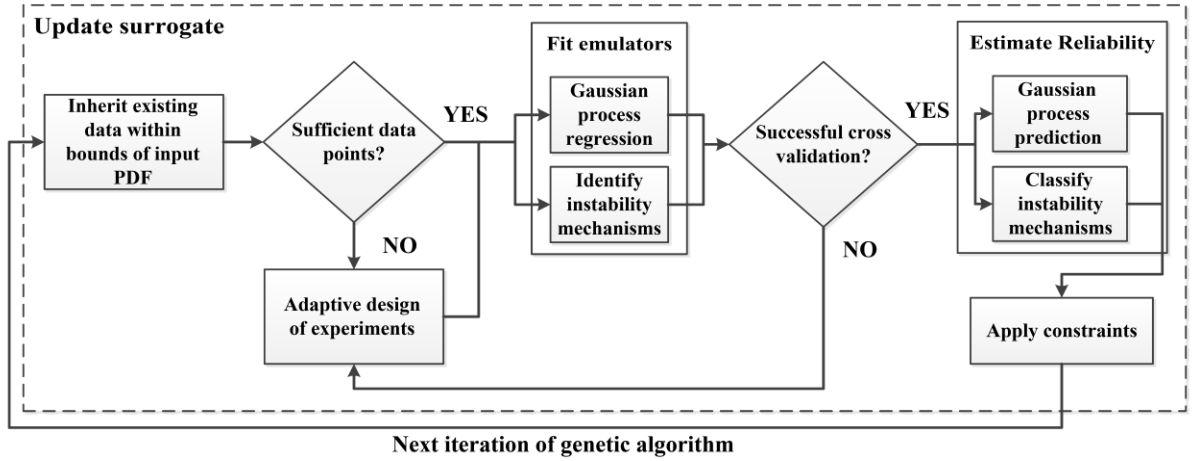 Update surrogate
Inherit existing
data within
bounds of input
PDF
Sufficient data
points?
YES
NO
Adaptive design
of experiments
Fit emulators
Gaussian
process
regression
Identify
instability
mechanisms
Successful cross
validation?
YES
NO
Estimate Reliability
Gaussian
process
prediction
Classify
instability
mechanisms
Apply constraints
Next iteration of genetic algorithm